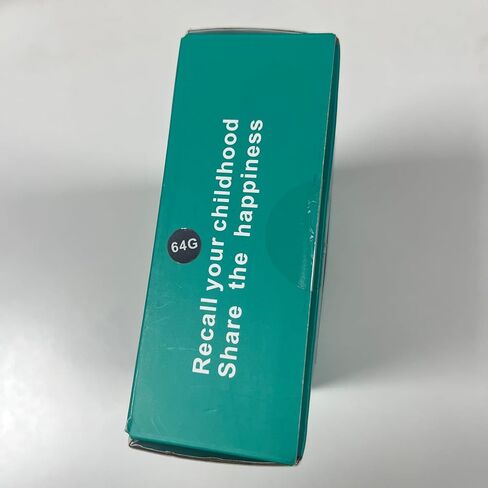 Recall your childhood
Share the happiness
64G